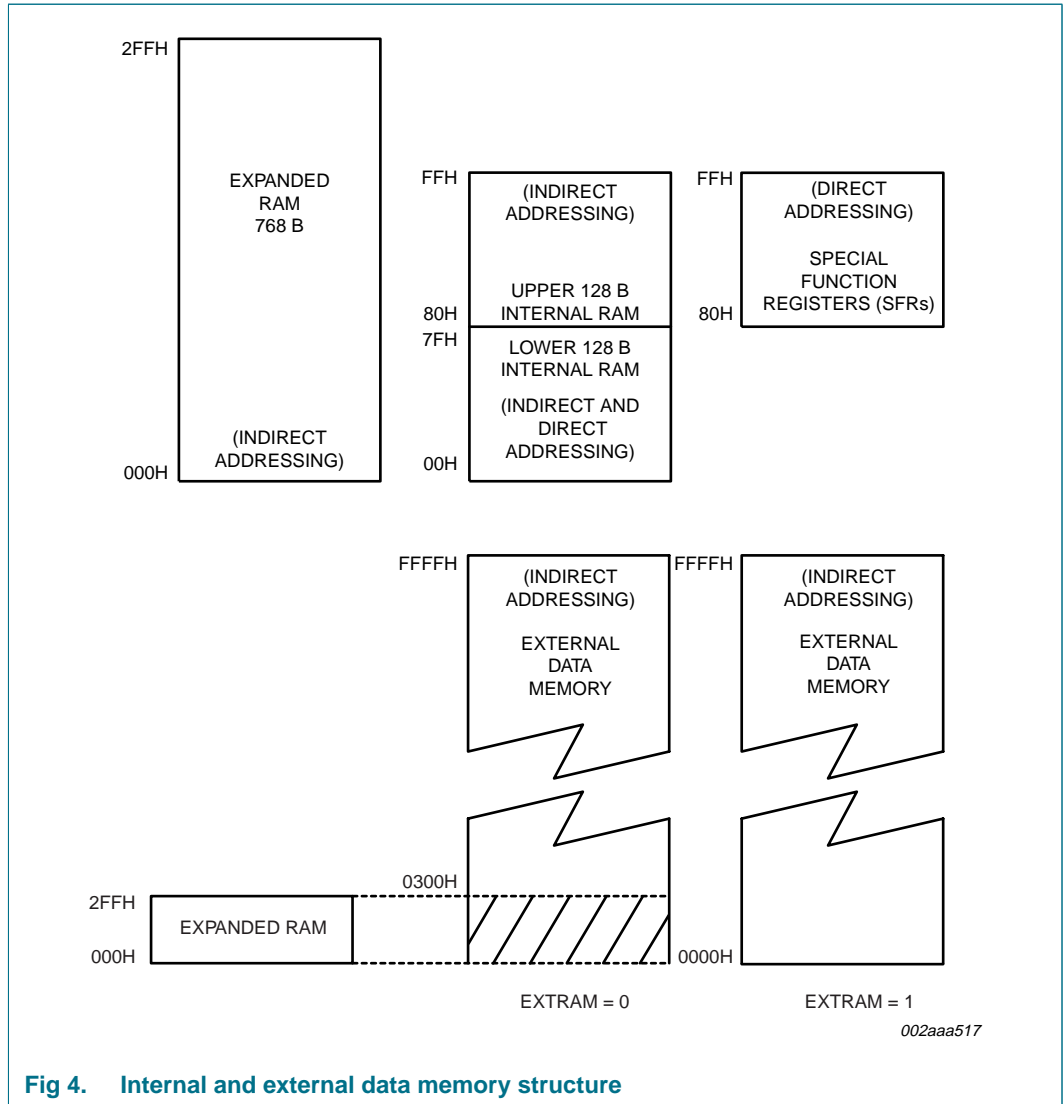 2FFH
EXPANDED
RAM
768 B
(INDIRECT
ADDRESSING)
000H
FFH
(INDIRECT
ADDRESSING)
UPPER 128 B
INTERNAL RAM
80H
7FH
LOWER 128 B
INTERNAL RAM
(INDIRECT AND
DIRECT
ADDRESSING)
00H
FFH
(DIRECT
ADDRESSING)
SPECIAL
FUNCTION
REGISTERS (SFRs)
80H
FFFFH
(INDIRECT
ADDRESSING)
EXTERNAL
DATA
MEMORY
FFFFH
(INDIRECT
ADDRESSING)
EXTERNAL
DATA
MEMORY
0300H
2FFH
EXPANDED RAM
000H
0000H
EXTRAM = 0
EXTRAM = 1
002aaa517
Fig 4. Internal and external data memory structure